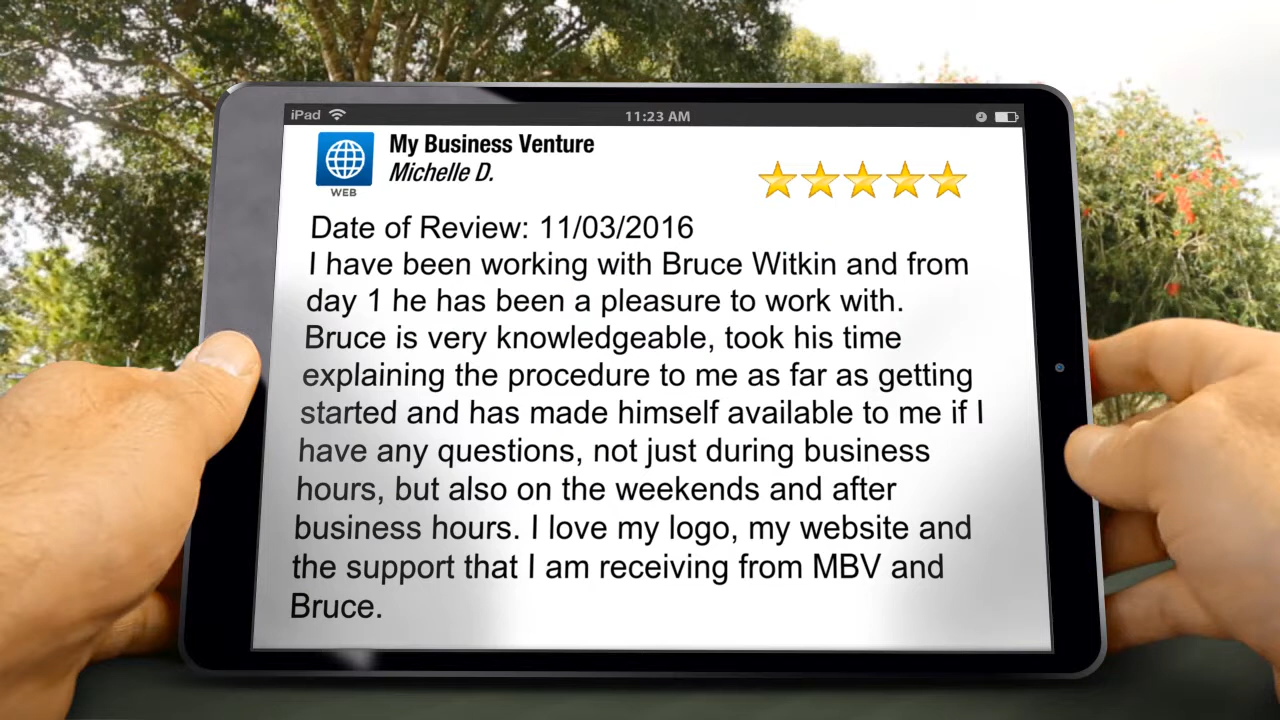 iPad 11:23 AM
My Business Venture
Michelle D.
WEB
Date of Review: 11/03/2016
I have been working with Bruce Witkin and from
day 1 he has been a pleasure to work with.
Bruce is very knowledgeable, took his time
explaining the procedure to me as far as getting
started and has made himself available to me if I
have any questions, not just during business
hours, but also on the weekends and after
business hours. I love my logo, my website and
the support that I am receiving from MBV and
Bruce.